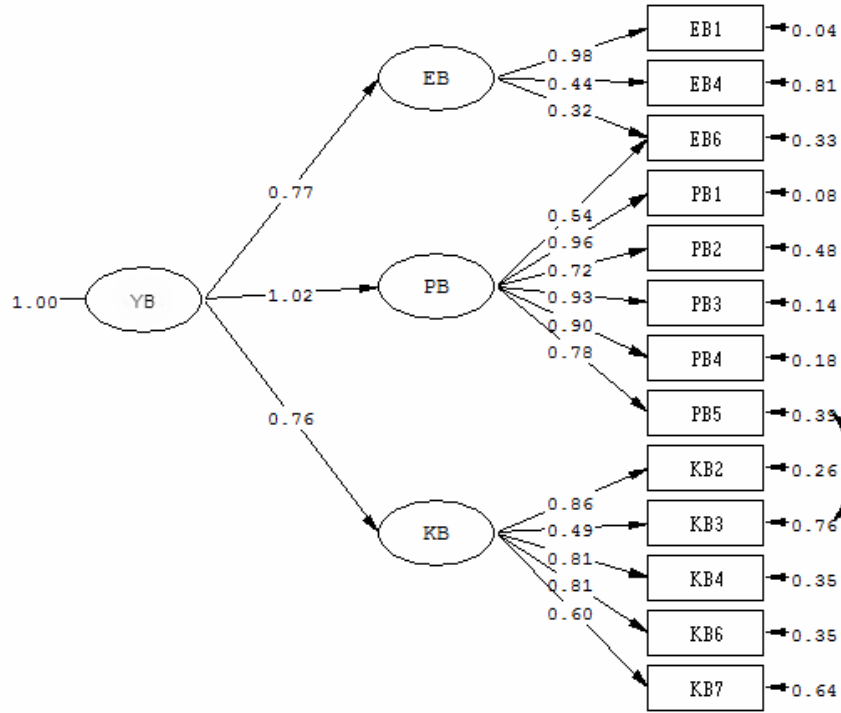 EB1 0.04
0.98
EB
0.44 EB4 0.81
0.32
EB6 0.33
0.77
PB1 0.08
0.54
0.96
PB2 0.48
0.72
PB
1.02
0.93
1.00 YB
PB3 0.14
0.90
0.78
PB4 0.18
PB5 0.39
0.76
KB2 0.26
0.86
KB3 0.76
0.49
KB
0.81
KB4 0.35
0.81
0.60
KB6 0.35
KB7 0.64